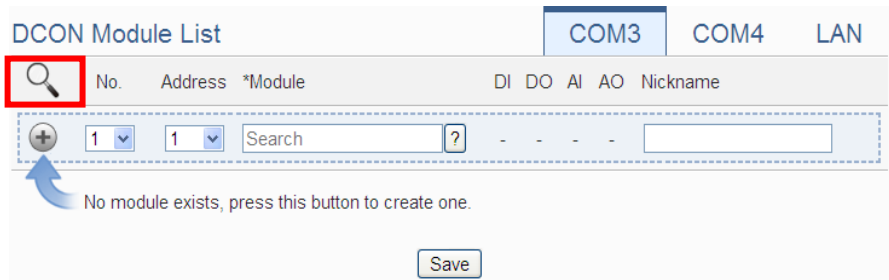 DCON Module List COM3 COM4 LAN
No. Address *Module DI DO AI AO Nickname
1 1 Search ? - - - -
No module exists, press this button to create one.
Save